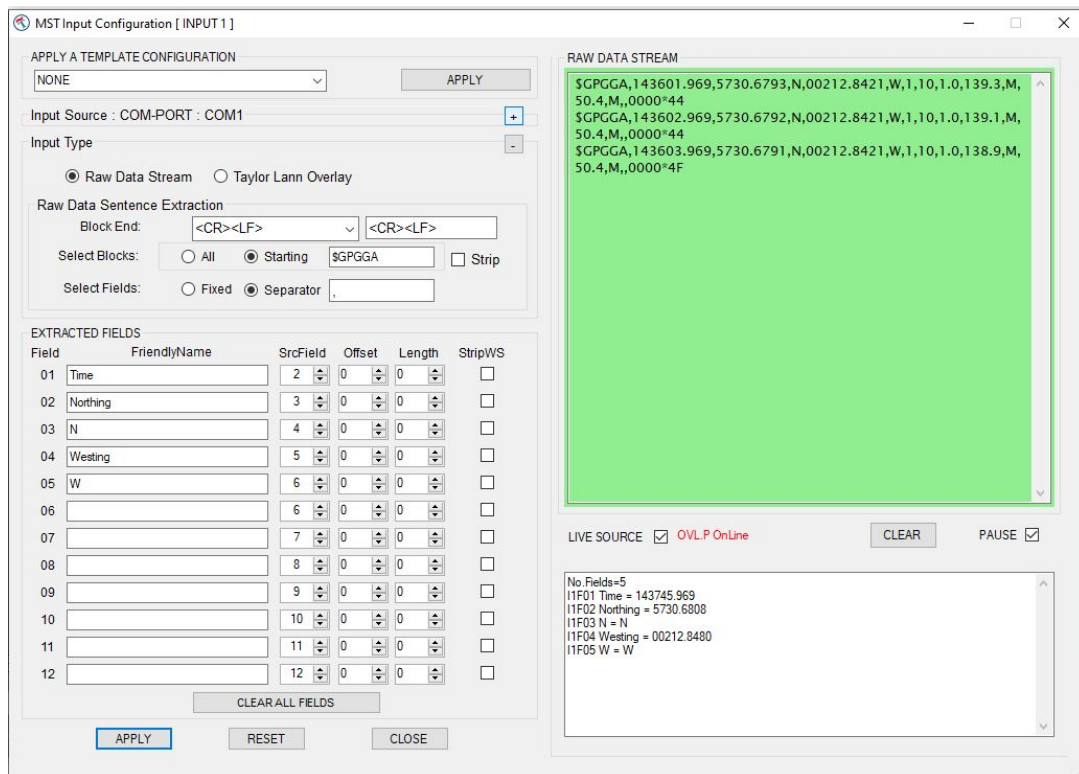 MST Input Configuration [ INPUT 1 ]
APPLY A TEMPLATE CONFIGURATION
NONE
APPLY
Input Source : COM-PORT : COM1
+
Input Type
-
Raw Data Stream Taylor Lann Overlay
Raw Data Sentence Extraction
Block End: <CR><LF> <CR><LF>
Select Blocks: All Starting $GPGGA Strip
Select Fields: Fixed Separator ,
EXTRACTED FIELDS
Field FriendlyName SrcField Offset Length StripWS
01 Time 2 0 0
02 Northing 3 0 0
03 N 4 0 0
04 Westing 5 0 0
05 W 6 0 0
06 6 0 0
07 7 0 0
08 8 0 0
09 9 0 0
10 10 0 0
11 11 0 0
12 12 0 0
CLEAR ALL FIELDS
APPLY RESET CLOSE
RAW DATA STREAM
$GPGGA,143601.969,5730.6793,N,00212.8421,W,1,10,1.0,139.3,M,
50.4,M,,0000*44
$GPGGA,143602.969,5730.6792,N,00212.8421,W,1,10,1.0,139.1,M,
50.4,M,,0000*44
$GPGGA,143603.969,5730.6791,N,00212.8421,W,1,10,1.0,138.9,M,
50.4,M,,0000*4F
LIVE SOURCE OVL.P OnLine CLEAR PAUSE
No.Fields=5
I1F01 Time = 143745.969
I1F02 Northing = 5730.6808
I1F03 N = N
I1F04 Westing = 00212.8480
I1F05 W = W